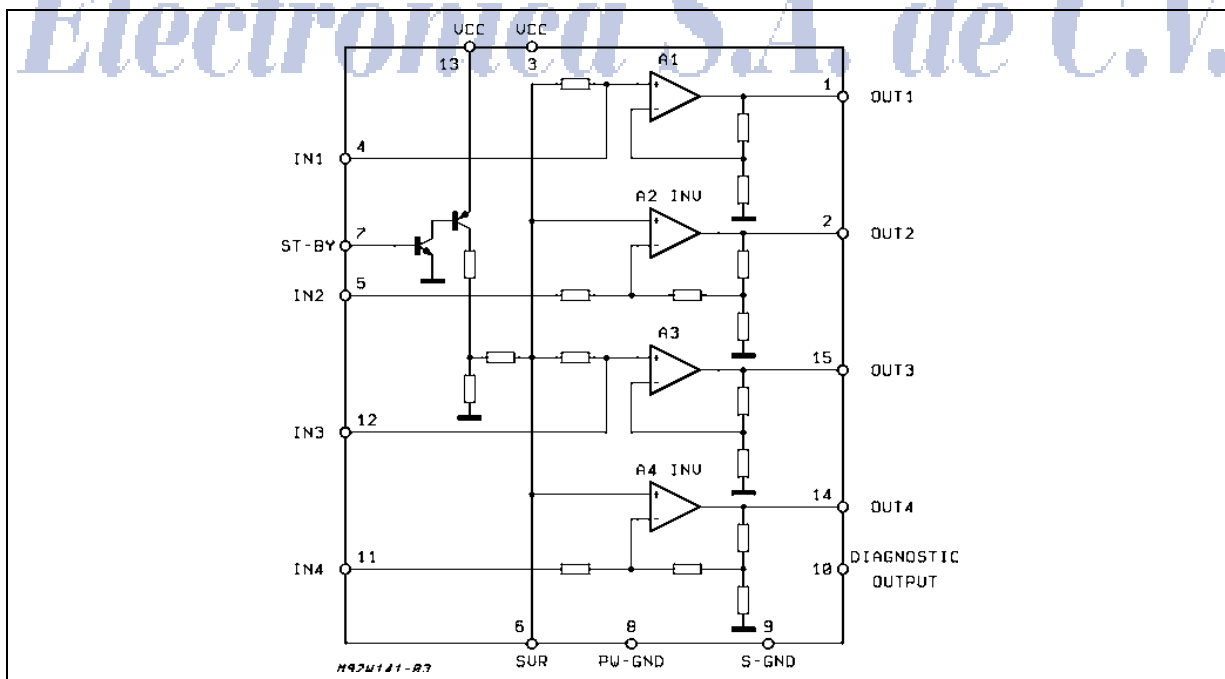 Electronica S.A. de C.V.
VCC VCC
13 3 A1
1 OUT1
4
IN1
A2 INV
2 OUT2
7
ST-BY
5
IN2
A3
15 OUT3
12
IN3
A4 INV
14 OUT4
11
IN4
10 DIAGNOSTIC
OUTPUT
6 8 9
SVR PW-GND S-GND
M92W141-03